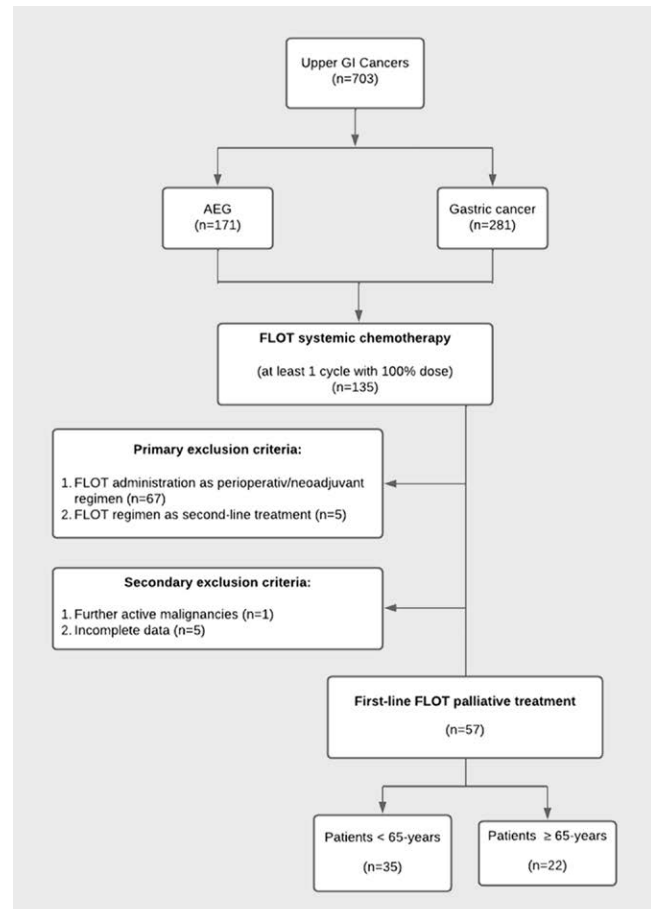 Upper GI Cancers
(n=703)
AEG
(n=171)
Gastric cancer
(n=281)
FLOT systemic chemotherapy
(at least 1 cycle with 100% dose)
(n=135)
Primary exclusion criteria:
1. FLOT administration as perioperativ/neoadjuvant
regimen (n=67)
2. FLOT regimen as second-line treatment (n=5)
Secondary exclusion criteria:
1. Further active malignancies (n=1)
2. Incomplete data (n=5)
First-line FLOT palliative treatment
(n=57)
Patients < 65-years
(n=35)
Patients ≥ 65-years
(n=22)